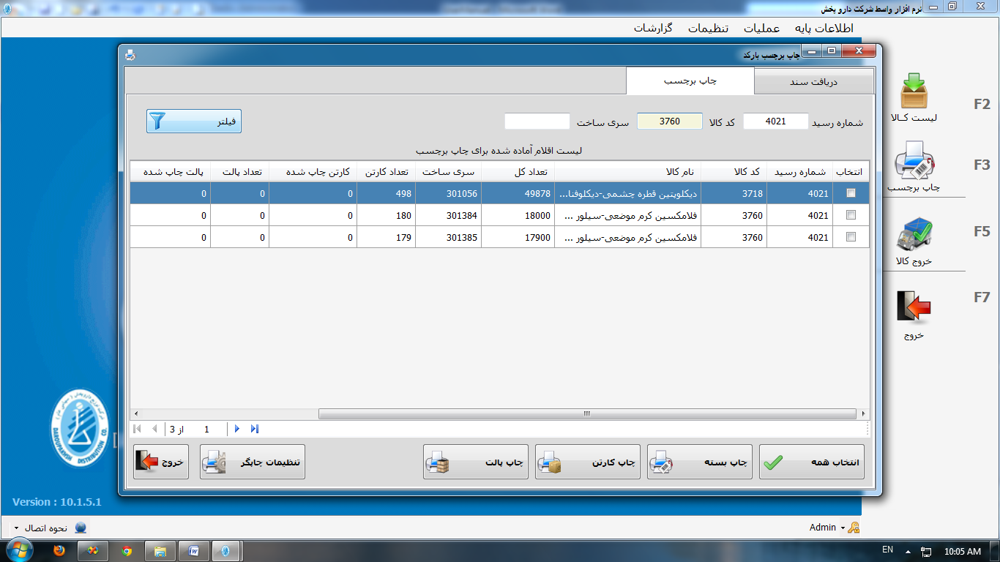 نرم افزار واسط شرکت دارو پخش
اطلاعات پایه عملیات تنظیمات گزارشات
چاپ برچسب بارکد
دریافت سند چاپ برچسب
شماره رسید 4021 کد کالا 3760 سری ساخت فیلتر
لیست اقلام آماده شده برای چاپ برچسب
انتخاب شماره رسید کد کالا نام کالا تعداد کل سری ساخت تعداد کارتن کارتن چاپ شده تعداد پالت پالت چاپ شده
4021 3718 دیکلوپتین قطره چشمی-دیکلوفنا... 49878 301056 498 0 0 0
4021 3760 فلامکسین کرم موضعی-سیلور ... 18000 301384 180 0 0 0
4021 3760 فلامکسین کرم موضعی-سیلور ... 17900 301385 179 0 0 0
1 از 3
انتخاب همه چاپ بسته چاپ کارتن چاپ پالت تنظیمات چاپگر خروج
F2
لیست کـالا
F3
چاپ برچسب
F5
خروج کالا
F7
خروج
DAROUPAKHSH DISTRIBUTION CO.
Version : 10.1.5.1
Admin
نحوه اتصال
EN
10:05 AM